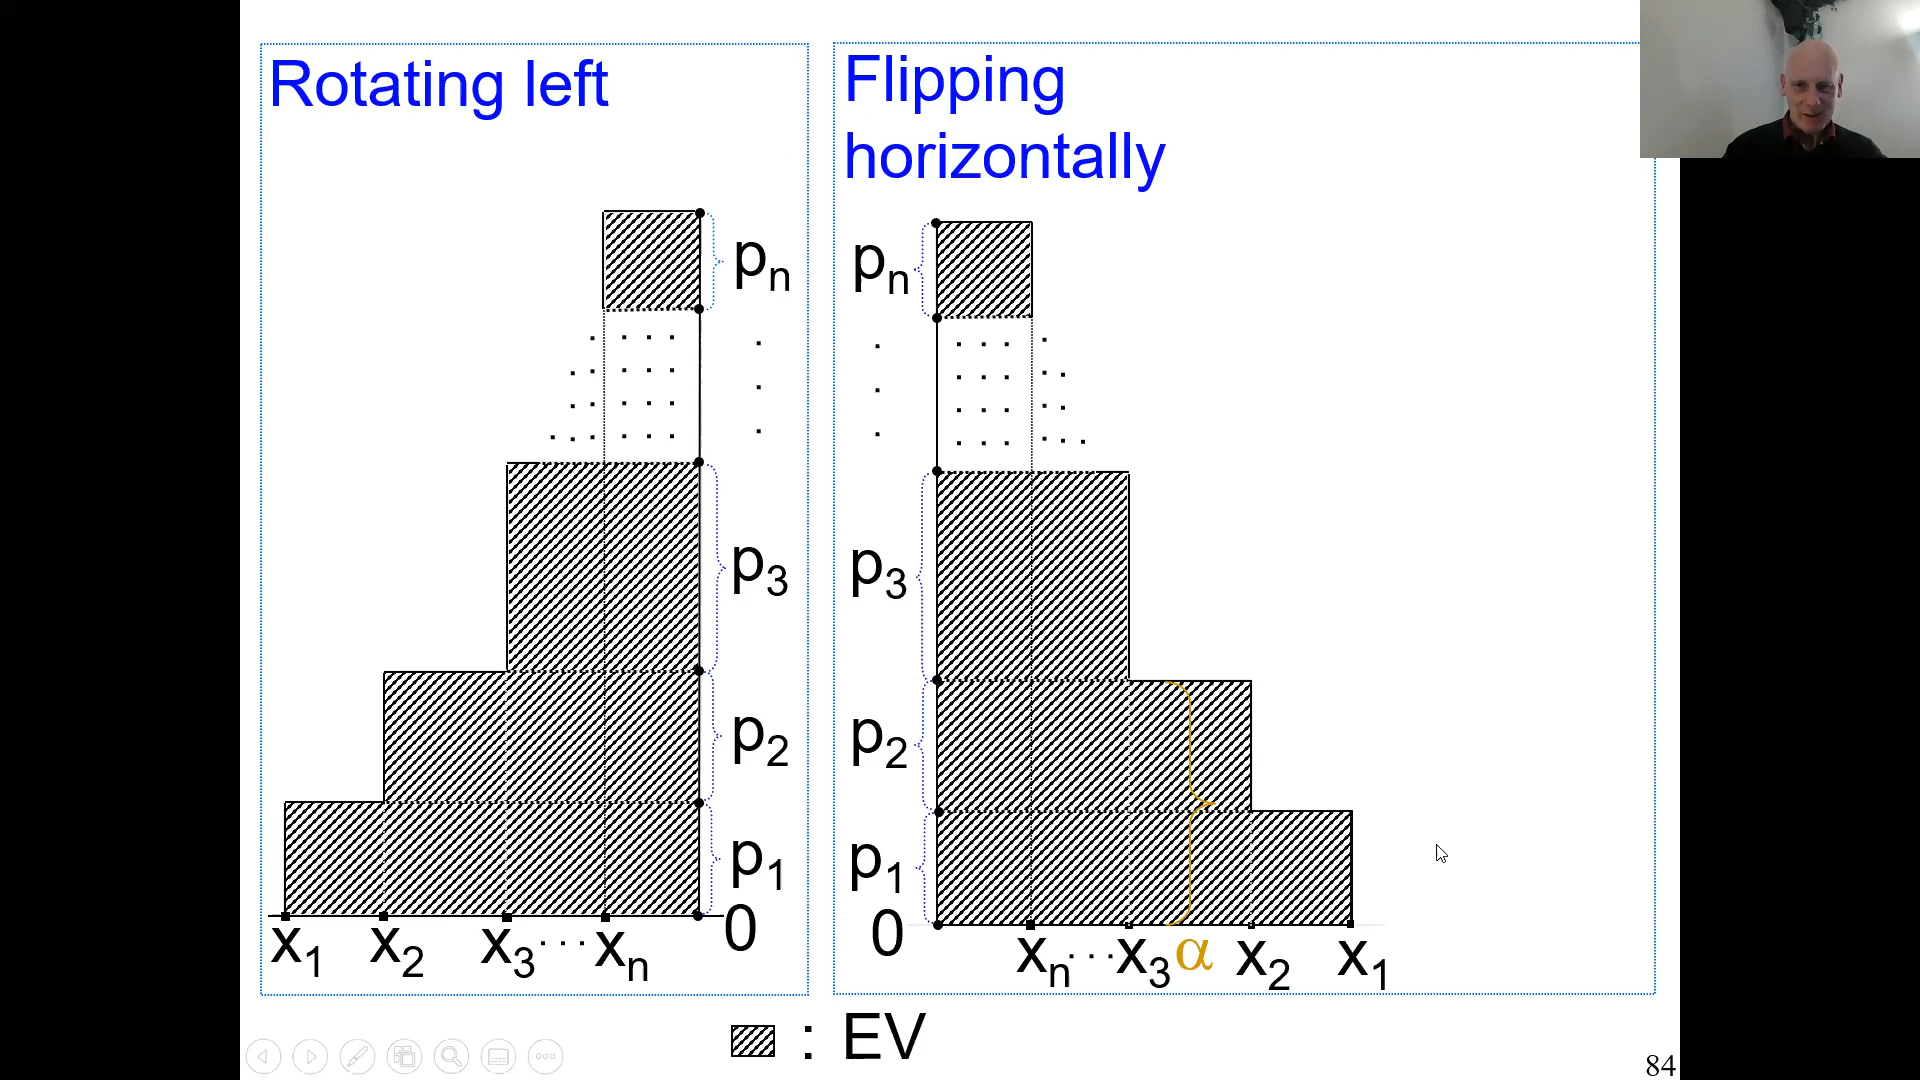 Rotating left
pn
p3
p2
p1
0
x1 x2 x3 ... xn
Flipping
horizontally
pn
p3
p2
p1
0
xn ... x3 α x2 x1
: EV
84